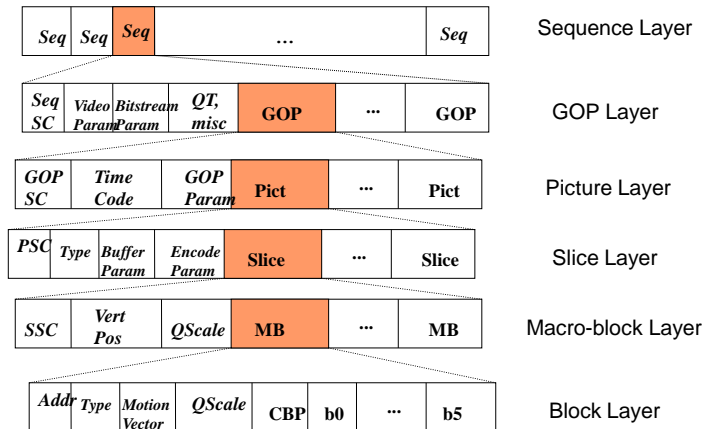 Seq Seq Seq ... Seq Sequence Layer
Seq SC Video Param Bitstream Param QT, misc GOP ... GOP GOP Layer
GOP SC Time Code GOP Param Pict ... Pict Picture Layer
PSC Type Buffer Param Encode Param Slice ... Slice Slice Layer
SSC Vert Pos QScale MB ... MB Macro-block Layer
Addr Type Motion Vector QScale CBP b0 ... b5 Block Layer